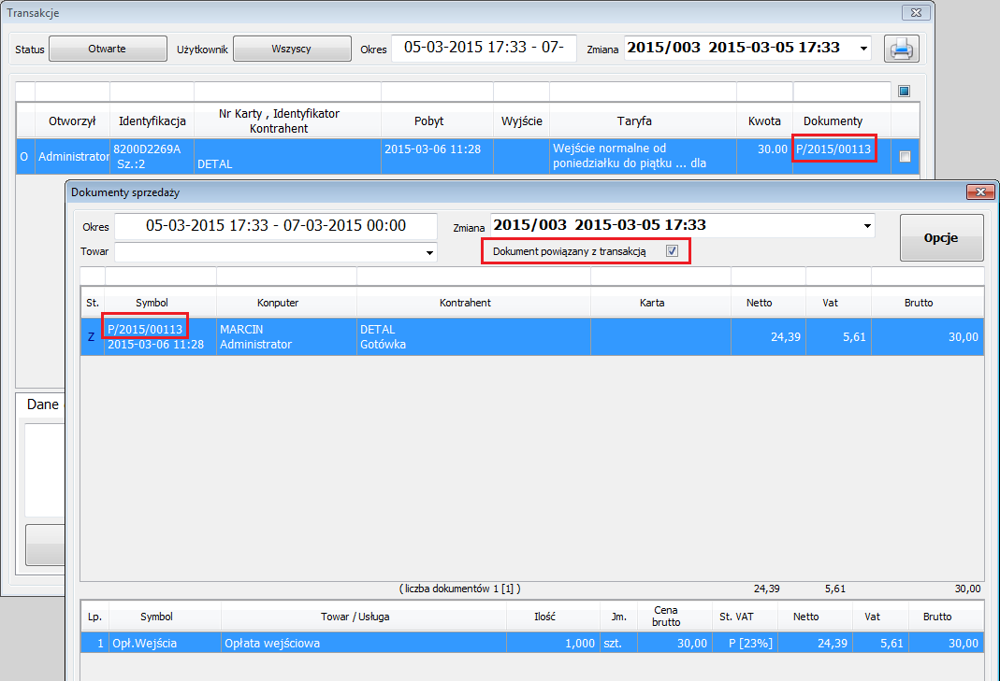 Transakcje
Status Otwarte Użytkownik Wszyscy Okres 05-03-2015 17:33 - 07- Zmiana 2015/003 2015-03-05 17:33
Otworzył Identyfikacja Nr Karty , Identyfikator Kontrahent Pobyt Wyjście Taryfa Kwota Dokumenty
O Administrator 8200D2269A 2015-03-06 11:28 Wejście normalne od 30.00 P/2015/00113
Sz.:2 DETAL poniedziałku do piątku ... dla
Dokumenty sprzedaży
Okres 05-03-2015 17:33 - 07-03-2015 00:00 Zmiana 2015/003 2015-03-05 17:33 Opcje
Towar Dokument powiązany z transakcją
St. Symbol Konputer Kontrahent Karta Netto Vat Brutto
Z P/2015/00113 MARCIN DETAL 24,39 5,61 30,00
2015-03-06 11:28 Administrator Gotówka
Dane
( liczba dokumentów 1 [1] ) 24,39 5,61 30,00
Lp. Symbol Towar / Usługa Ilość Jm. Cena brutto St. VAT Netto Vat Brutto
1 Opł.Wejścia Opłata wejściowa 1,000 szt. 30,00 P [23%] 24,39 5,61 30,00